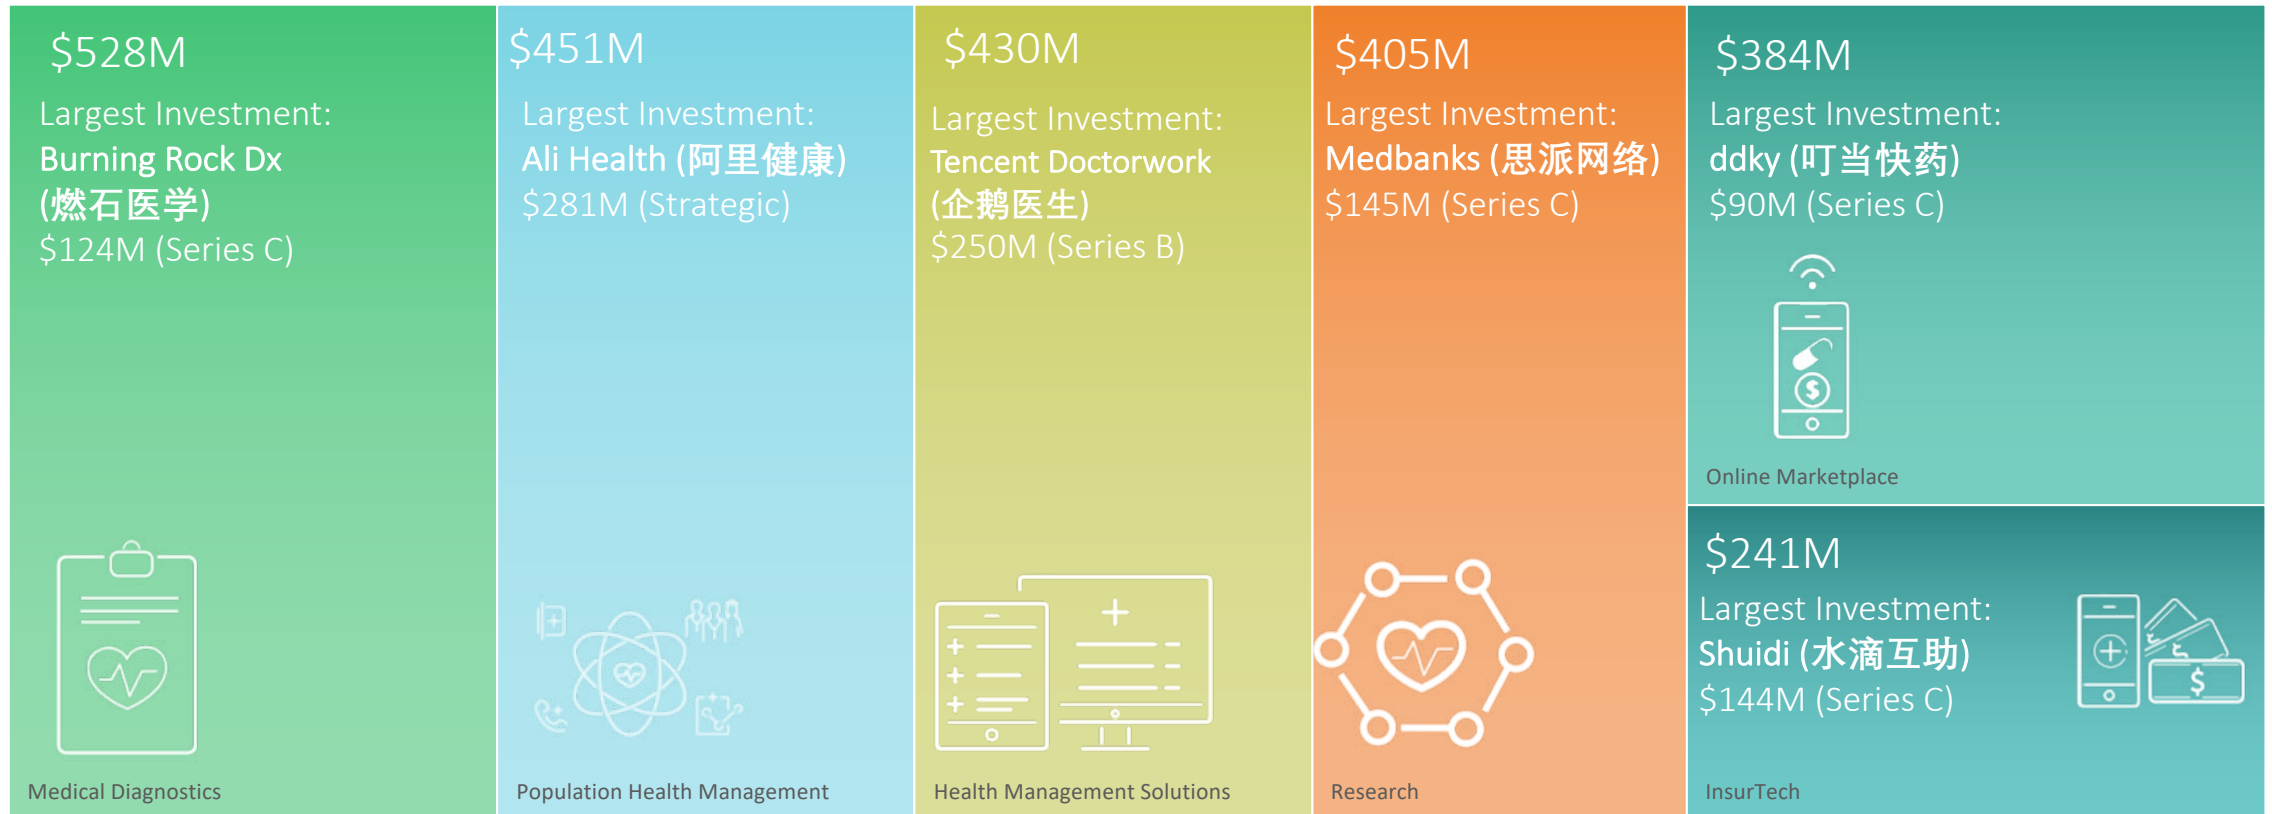 $528M
Largest Investment:
Burning Rock Dx
(燃石医学)
$124M (Series C)
Medical Diagnostics
$451M
Largest Investment:
Ali Health (阿里健康)
$281M (Strategic)
Population Health Management
$430M
Largest Investment:
Tencent Doctorwork
(企鹅医生)
$250M (Series B)
Health Management Solutions
$405M
Largest Investment:
Medbanks (思派网络)
$145M (Series C)
Research
$384M
Largest Investment:
ddky (叮当快药)
$90M (Series C)
$
Online Marketplace
$241M
Largest Investment:
Shuidi (水滴互助)
$144M (Series C)
$
InsurTech